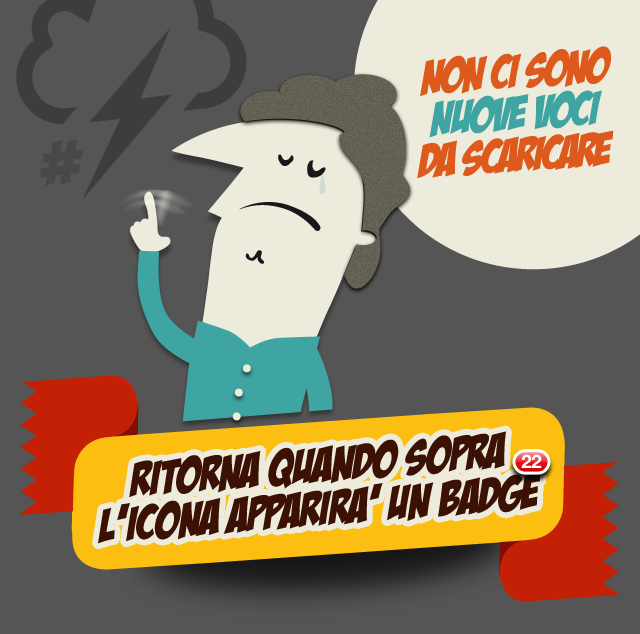 #
NON CI SONO
NUOVE VOCI
DA SCARICARE
RITORNA QUANDO SOPRA
22
L'ICONA APPARIRA' UN BADGE